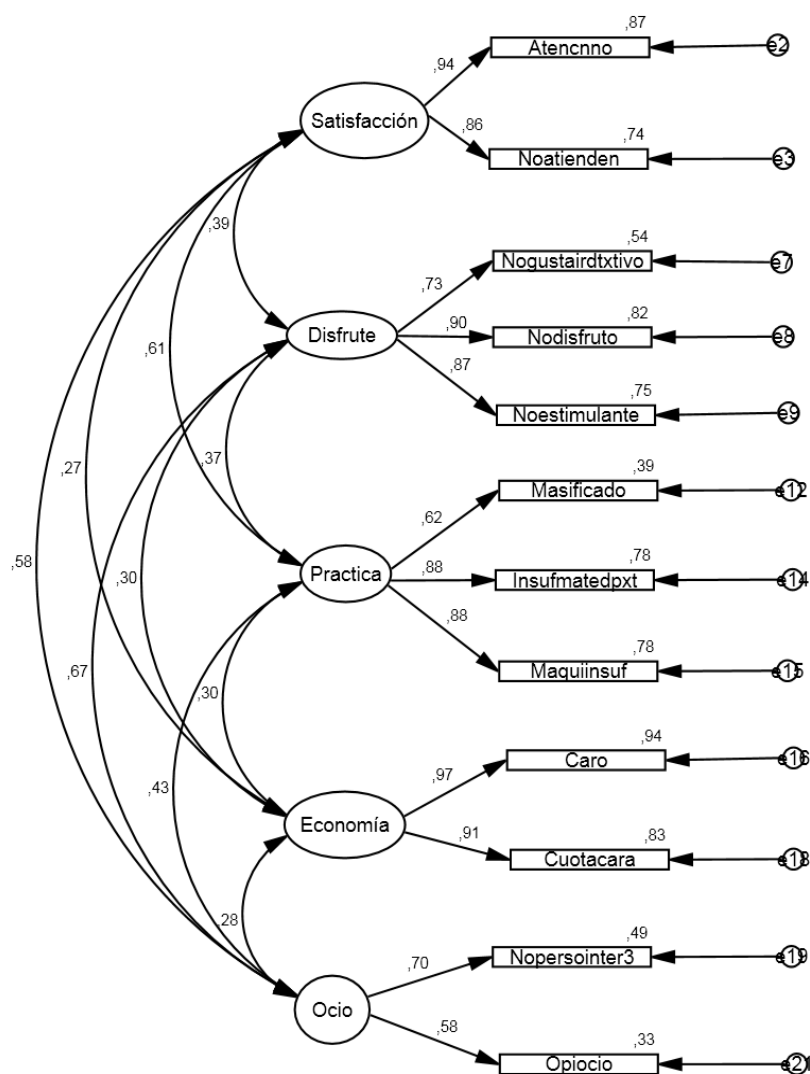 ,87
Atencnno
e2
,94
Satisfacción
,86
,74
Noatienden
e3
,39
,54
Nogustairdtxtivo
e7
,73
Disfrute
,90
,82
Nodisfruto
e8
,87
,75
Noestimulante
e9
,61
,37
,39
Masificado
e12
,27
,62
Practica
,88
,78
Insufmatedpxt
e14
,58
,30
,88
,78
Maquiinsuf
e15
,67
,30
,94
Caro
e16
,43
,97
Economía
,91
,83
Cuotacara
e18
,28
,49
Nopersointer3
e19
,70
Ocio
,58
,33
Opiocio
e21